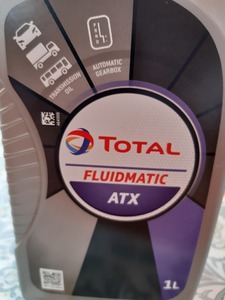 TRANSMISSION
OIL
AUTOMATIC
GEARBOX
TOTAL
FLUIDMATIC
ATX
1L